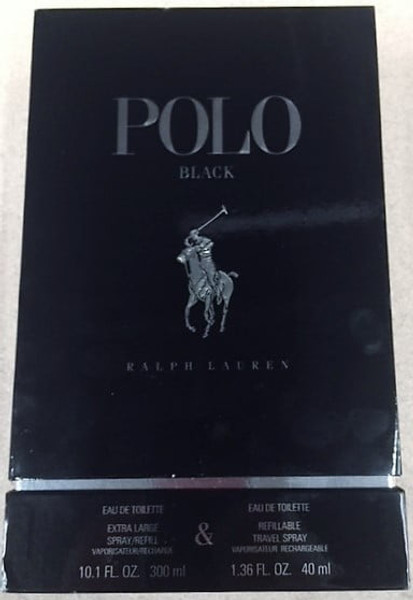 POLO
BLACK
RALPH LAUREN
EAU DE TOILETTE
EXTRA LARGE
SPRAY/REFILL
VAPORISATEUR/RECHARGE
10.1 FL. OZ. 300 ml
&
EAU DE TOILETTE
REFILLABLE
TRAVEL SPRAY
VAPORISATEUR RECHARGEABLE
1.36 FL. OZ. 40 ml